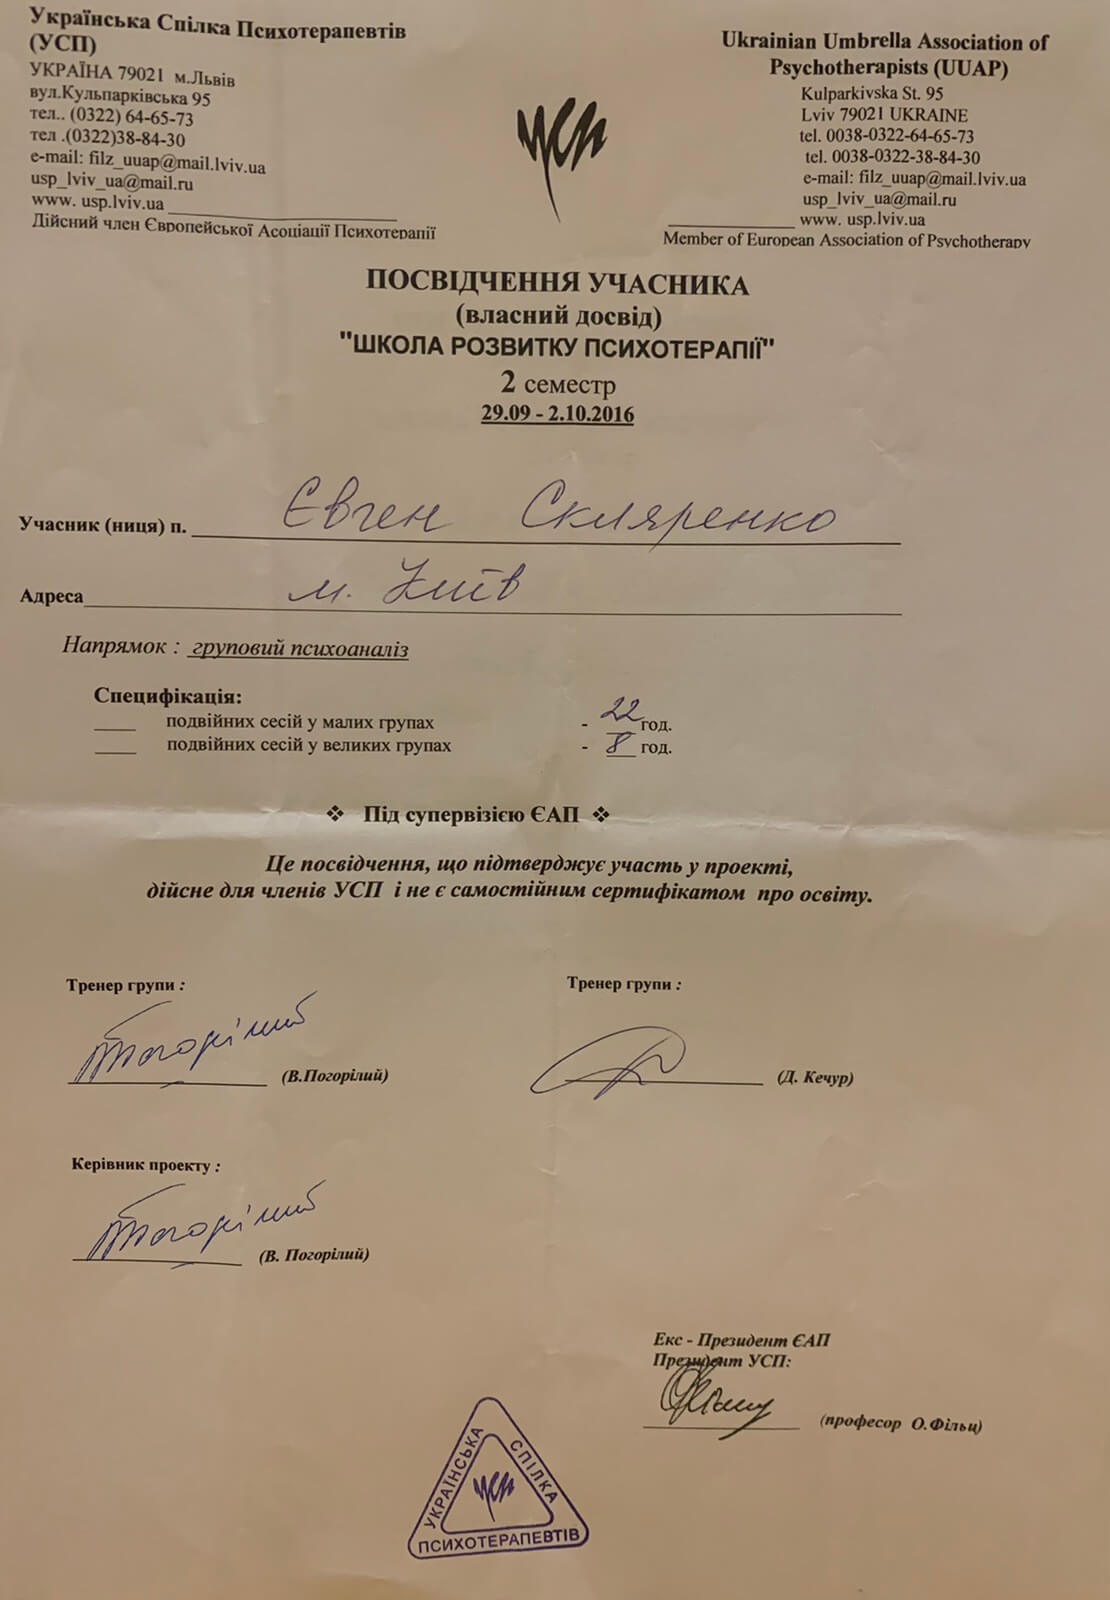 Українська Спілка Психотерапевтів
(УСП)
УКРАЇНА 79021 м.Львів
вул.Кульпарківська 95
тел.. (0322) 64-65-73
тел .(0322)38-84-30
e-mail: filz_uuap@mail.lviv.ua
usp_lviv_ua@mail.ru
www. usp.lviv.ua
Дійсний член Європейської Асоціації Психотерапії
Ukrainian Umbrella Association of
Psychotherapists (UUAP)
Kulparkivska St. 95
Lviv 79021 UKRAINE
tel. 0038-0322-64-65-73
tel. 0038-0322-38-84-30
e-mail: filz_uuap@mail.lviv.ua
usp_lviv_ua@mail.ru
www. usp.lviv.ua
Member of European Association of Psychotherapy
усп
ПОСВІДЧЕННЯ УЧАСНИКА
(власний досвід)
"ШКОЛА РОЗВИТКУ ПСИХОТЕРАПІЇ"
2 семестр
29.09 - 2.10.2016
Учасник (ниця) п. Євген Скляренко
Адреса м. Київ
Напрямок : груповий психоаналіз
Специфікація:
подвійних сесій у малих групах - 22 год.
подвійних сесій у великих групах - 8 год.
❖ Під супервізією ЄАП ❖
Це посвідчення, що підтверджує участь у проекті,
дійсне для членів УСП і не є самостійним сертифікатом про освіту.
Тренер групи :
Погорілий (В.Погорілий)
Тренер групи :
(Д. Кечур)
Керівник проекту :
Погорілий (В. Погорілий)
Екс - Президент ЄАП
Президент УСП:
(професор О.Фільц)
УКРАЇНСЬКА СПІЛКА
усп
ПСИХОТЕРАПЕВТІВ